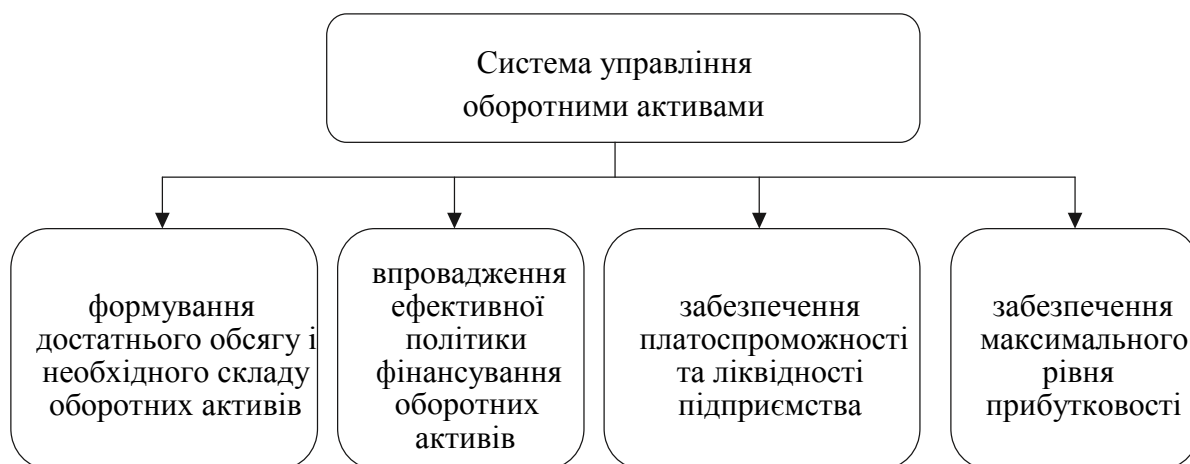 Система управління
оборотними активами
формування
достатнього обсягу і
необхідного складу
оборотних активів
впровадження
ефективної
політики
фінансування
оборотних
активів
забезпечення
платоспроможності
та ліквідності
підприємства
забезпечення
максимального
рівня
прибутковості